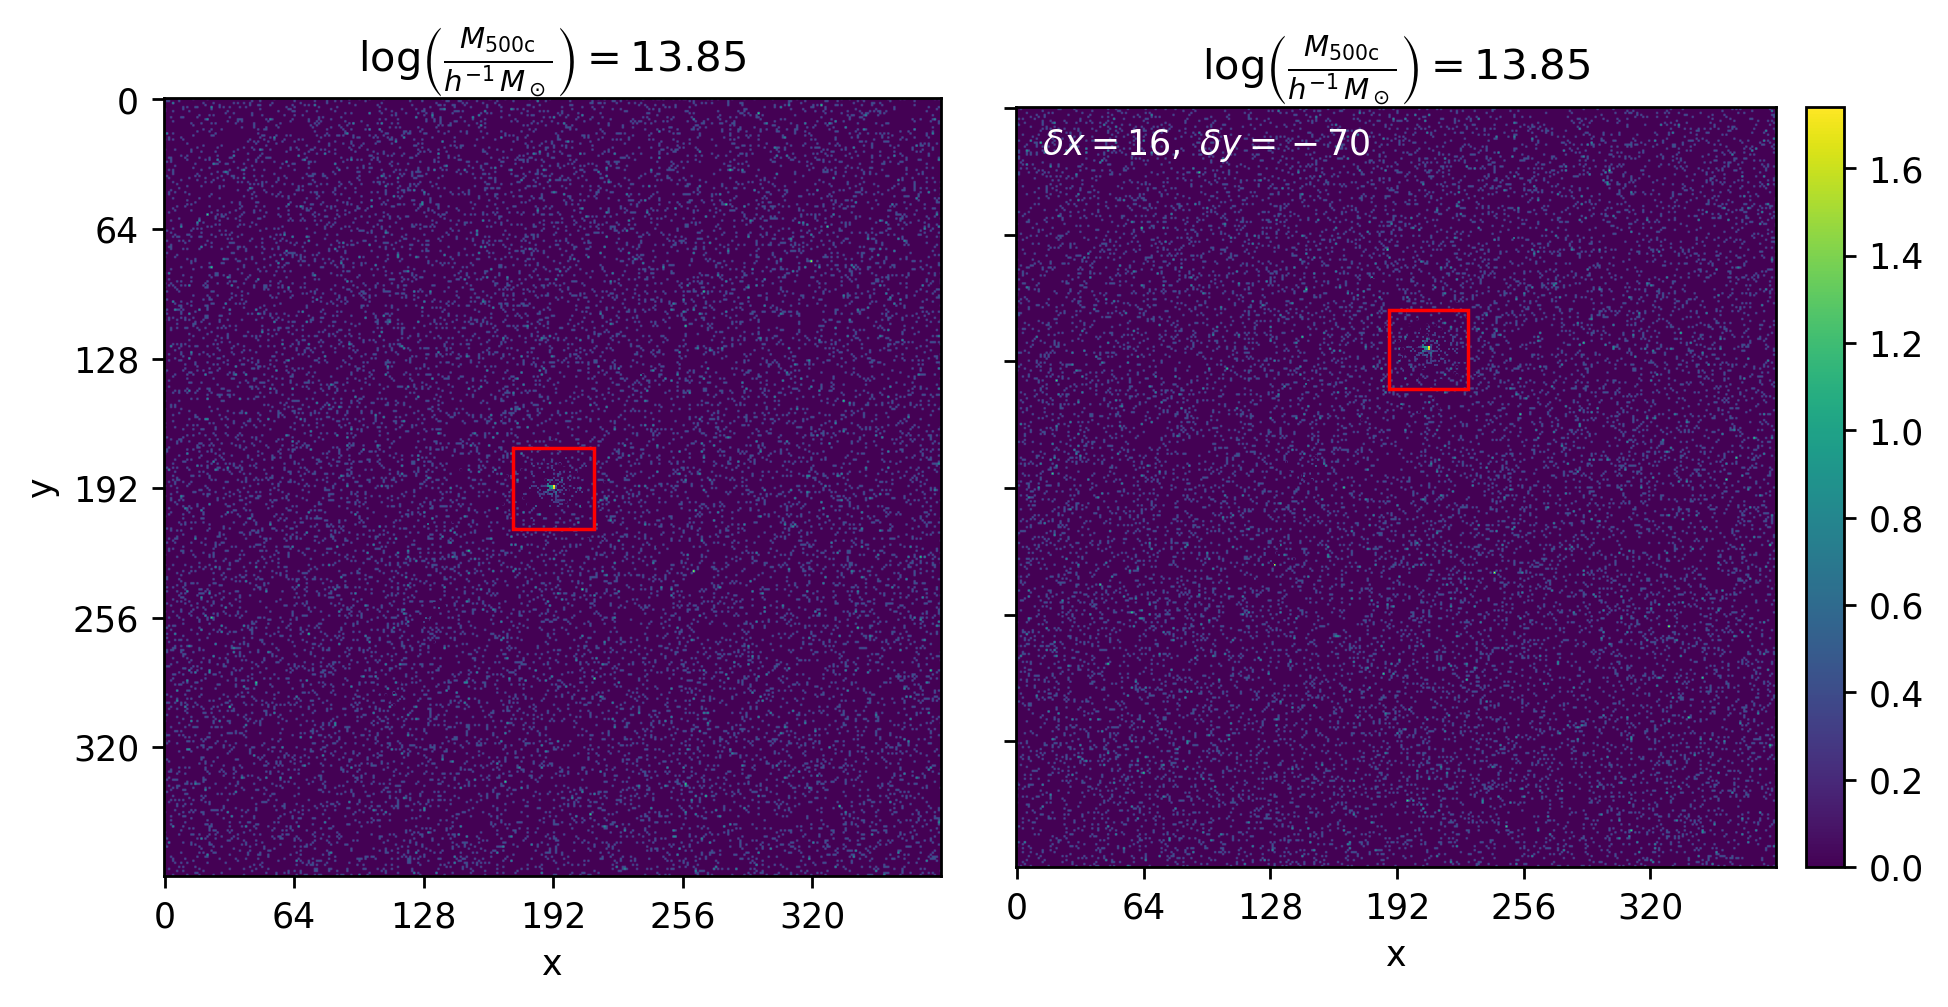 log(M500c / h⁻¹ M⊙) = 13.85
0
64
128
192
256
320
y
0 64 128 192 256 320
x
log(M500c / h⁻¹ M⊙) = 13.85
δx = 16, δy = − 70
0 64 128 192 256 320
x
1.6
1.4
1.2
1.0
0.8
0.6
0.4
0.2
0.0